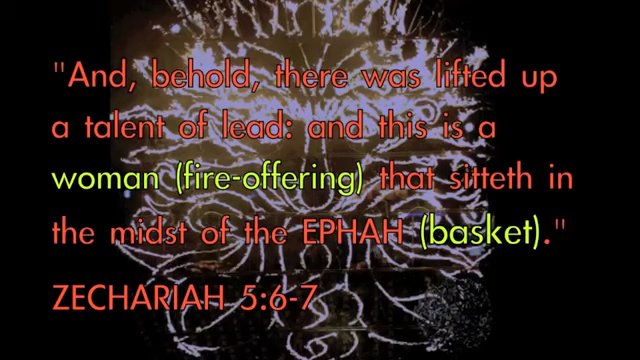 "And, behold, there was lifted up
a talent of lead: and this is a
woman (fire-offering) that sitteth in
the midst of the EPHAH (basket)."
ZECHARIAH 5:6-7